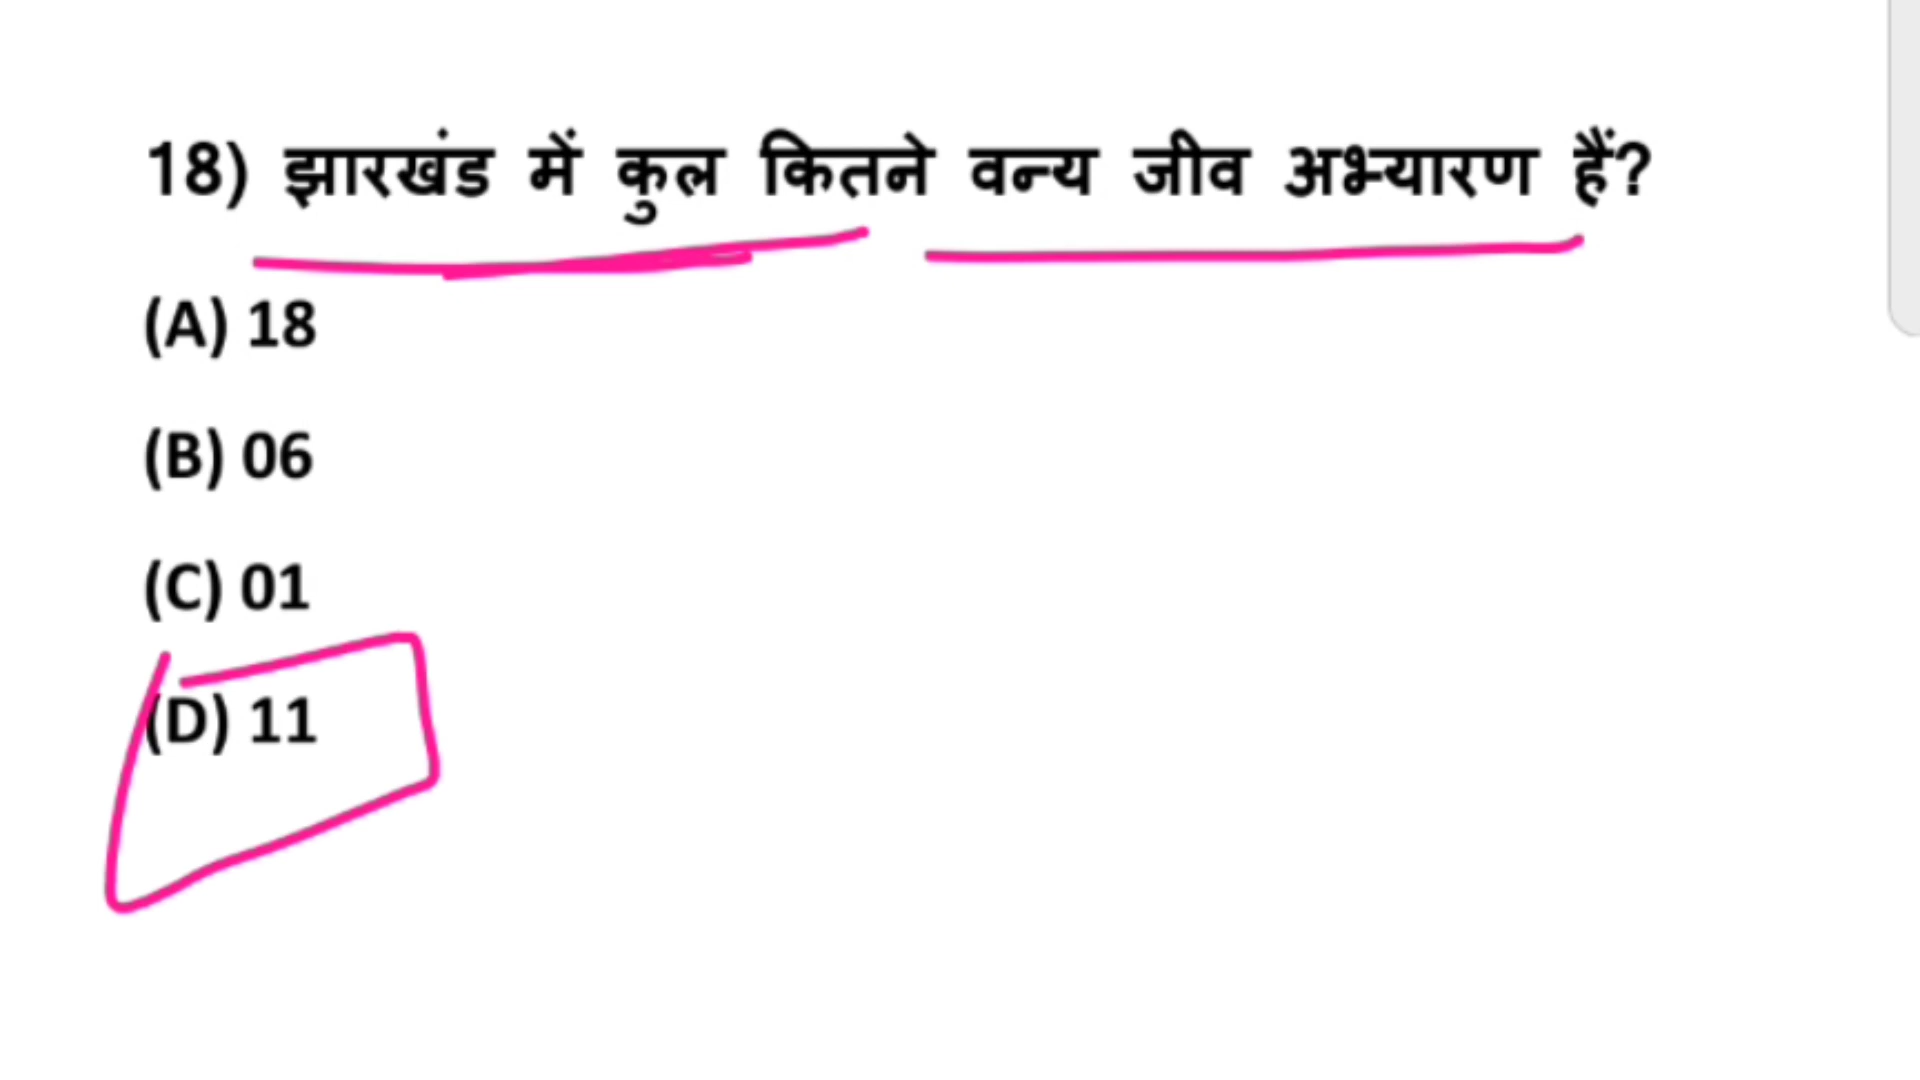 18) झारखंड में कुल कितने वन्य जीव अभ्यारण हैं?
(A) 18
(B) 06
(C) 01
(D) 11